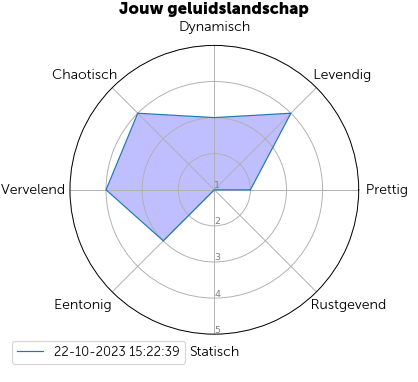 Jouw geluidslandschap
Dynamisch
Chaotisch
Levendig
Vervelend
1
Prettig
2
3
4
5
Eentonig
Rustgevend
22-10-2023 15:22:39
Statisch